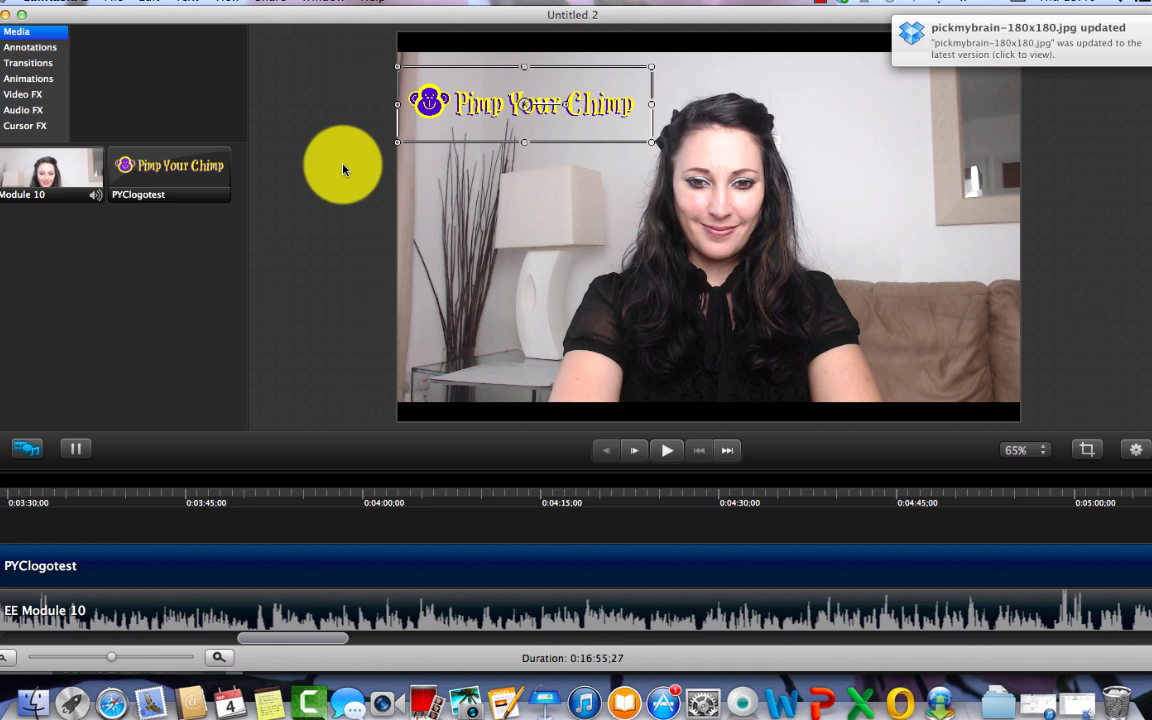 Untitled 2
pickmybrain-180x180.jpg updated
"pickmybrain-180x180.jpg" was updated to the
latest version (click to view).
Media
Annotations
Transitions
Animations
Video FX
Audio FX
Cursor FX
Pimp Your Chimp
Pimp Your Chimp
Module 10
PYClogotest
65%
0:03:30;00
0:03:45;00
0:04:00;00
0:04:15;00
0:04:30;00
0:04:45;00
0:05:00;00
PYClogotest
EE Module 10
Duration: 0:16:55;27
SEP
4
1